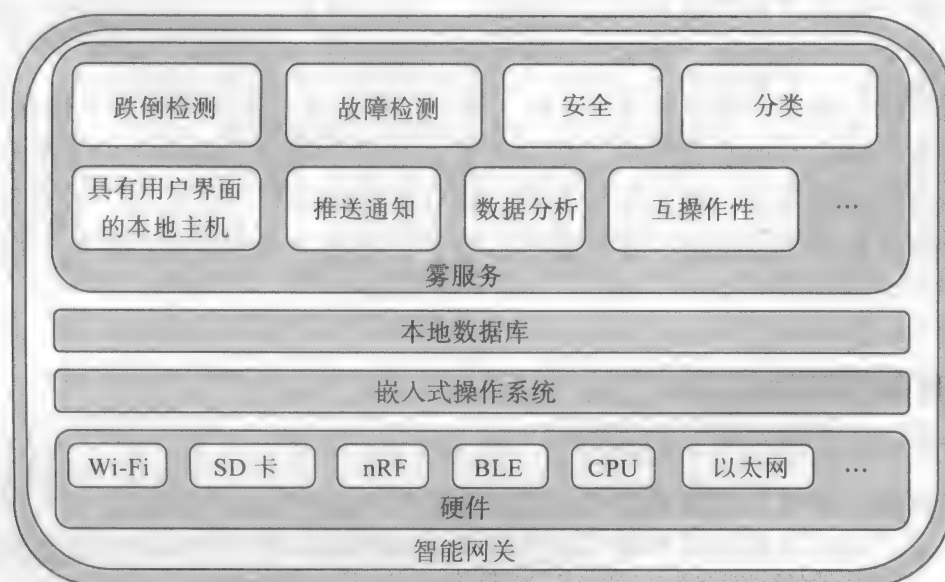 跌倒检测 故障检测 安全 分类
具有用户界面
的本地主机 推送通知 数据分析 互操作性 …
雾服务
本地数据库
嵌入式操作系统
Wi-Fi SD 卡 nRF BLE CPU 以太网 …
硬件
智能网关